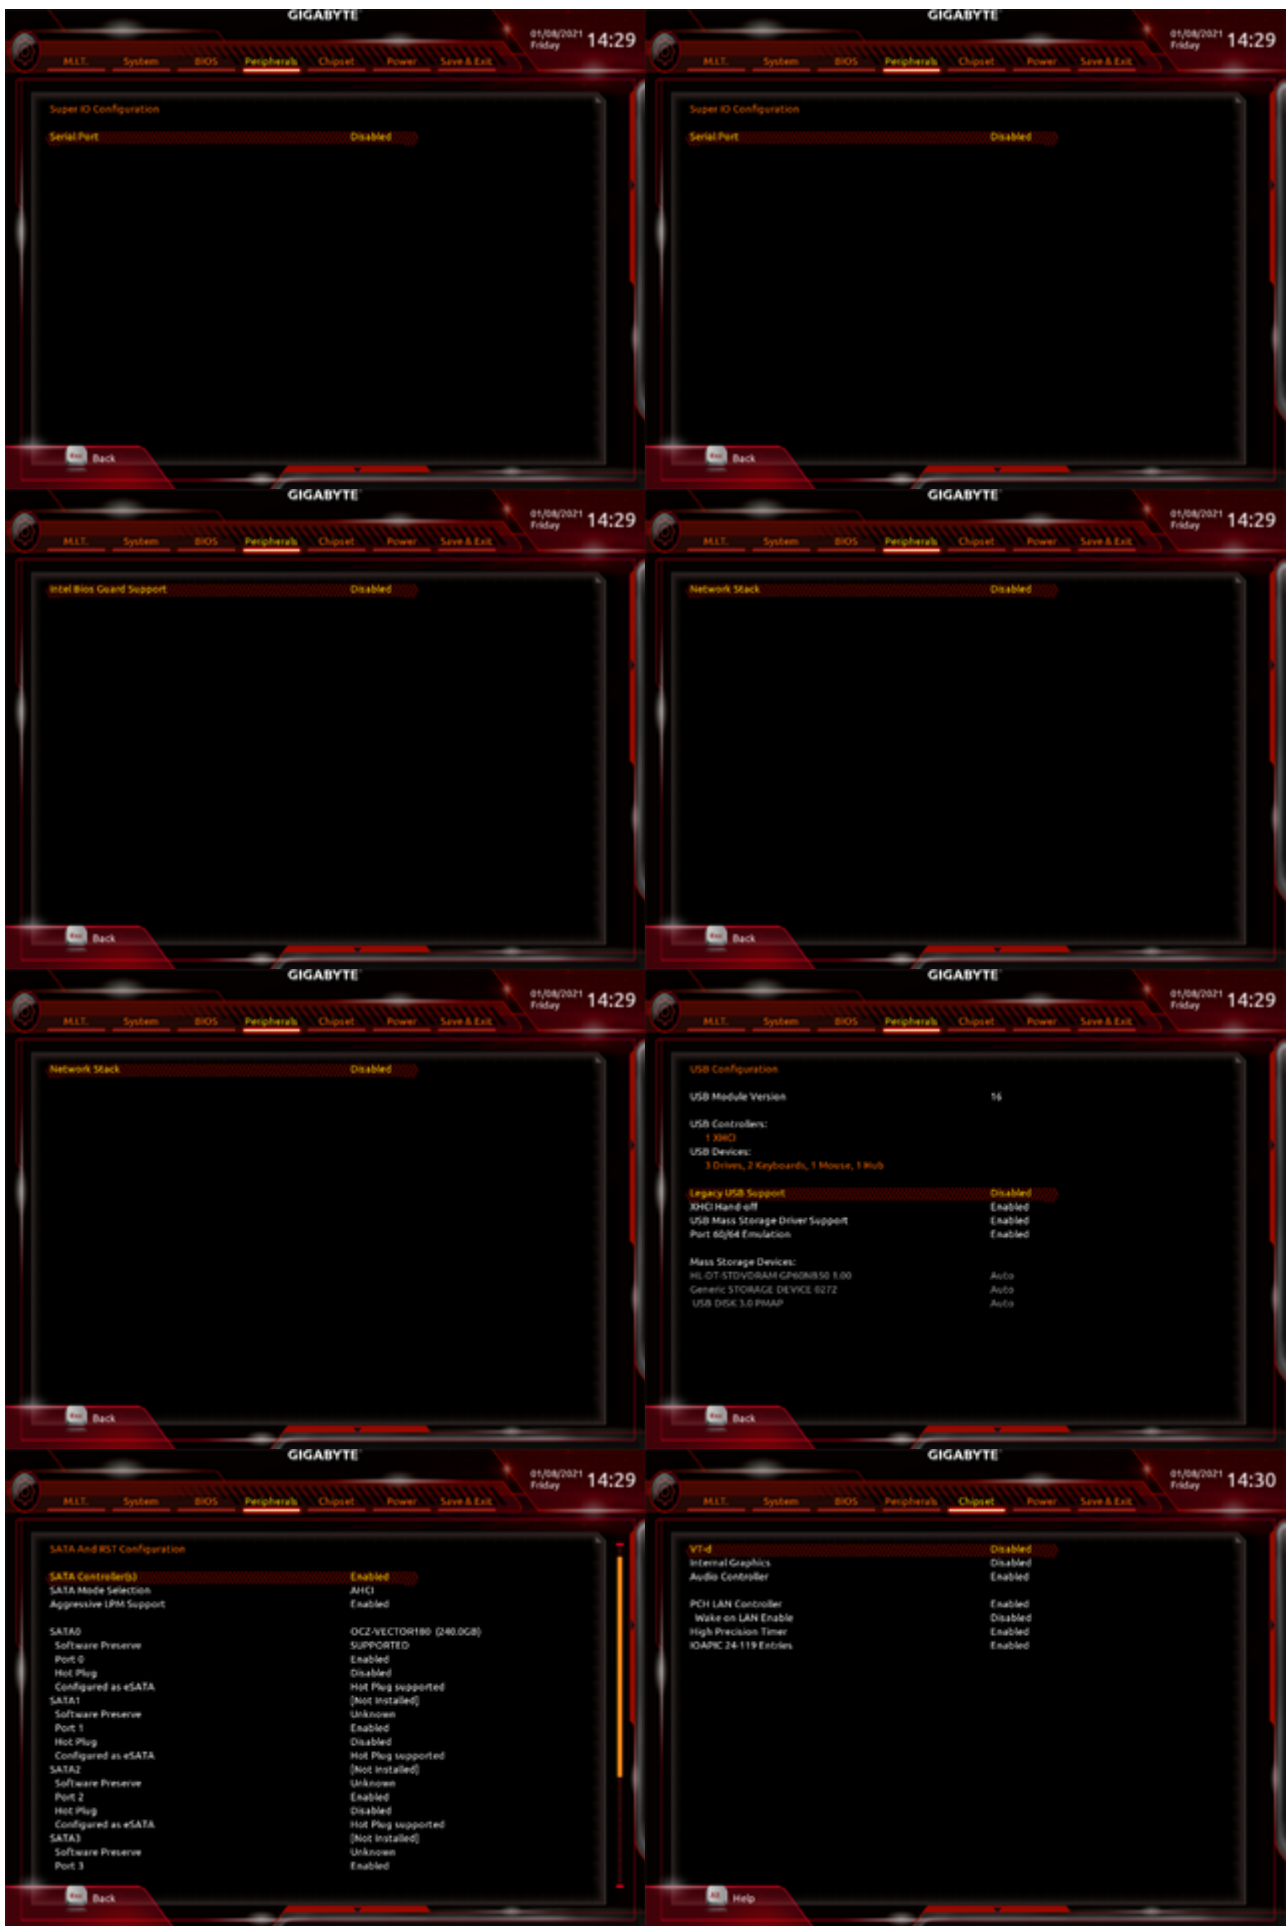 GIGABYTE
01/08/2021
Friday
14:29
M.I.T. System BIOS Peripherals Chipset Power Save & Exit
Super IO Configuration
Serial Port Disabled
Esc Back
GIGABYTE
01/08/2021
Friday
14:29
M.I.T. System BIOS Peripherals Chipset Power Save & Exit
Super IO Configuration
Serial Port Disabled
Esc Back
GIGABYTE
01/08/2021
Friday
14:29
M.I.T. System BIOS Peripherals Chipset Power Save & Exit
Intel Bios Guard Support Disabled
Esc Back
GIGABYTE
01/08/2021
Friday
14:29
M.I.T. System BIOS Peripherals Chipset Power Save & Exit
Network Stack Disabled
Esc Back
GIGABYTE
01/08/2021
Friday
14:29
M.I.T. System BIOS Peripherals Chipset Power Save & Exit
Network Stack Disabled
Esc Back
GIGABYTE
01/08/2021
Friday
14:29
M.I.T. System BIOS Peripherals Chipset Power Save & Exit
USB Configuration
USB Module Version 16
USB Controllers:
1 XHCI
USB Devices:
3 Drives, 2 Keyboards, 1 Mouse, 1 Hub
Legacy USB Support Disabled
XHCI Hand-off Enabled
USB Mass Storage Driver Support Enabled
Port 60/64 Emulation Enabled
Mass Storage Devices:
HL-DT-STDVDRAM GP60NB50 1.00 Auto
Generic STORAGE DEVICE 0272 Auto
USB DISK 3.0 PMAP Auto
Esc Back
GIGABYTE
01/08/2021
Friday
14:29
M.I.T. System BIOS Peripherals Chipset Power Save & Exit
SATA And RST Configuration
SATA Controller(s) Enabled
SATA Mode Selection AHCI
Aggressive LPM Support Enabled
SATA0 OCZ-VECTOR180 (240.0GB)
Software Preserve SUPPORTED
Port 0 Enabled
Hot Plug Disabled
Configured as eSATA Hot Plug supported
SATA1 [Not Installed]
Software Preserve Unknown
Port 1 Enabled
Hot Plug Disabled
Configured as eSATA Hot Plug supported
SATA2 [Not Installed]
Software Preserve Unknown
Port 2 Enabled
Hot Plug Disabled
Configured as eSATA Hot Plug supported
SATA3 [Not Installed]
Software Preserve Unknown
Port 3 Enabled
Esc Back
GIGABYTE
01/08/2021
Friday
14:30
M.I.T. System BIOS Peripherals Chipset Power Save & Exit
VT-d Disabled
Internal Graphics Disabled
Audio Controller Enabled
PCH LAN Controller Enabled
Wake on LAN Enable Disabled
High Precision Timer Enabled
IOAPIC 24-119 Entries Enabled
Help